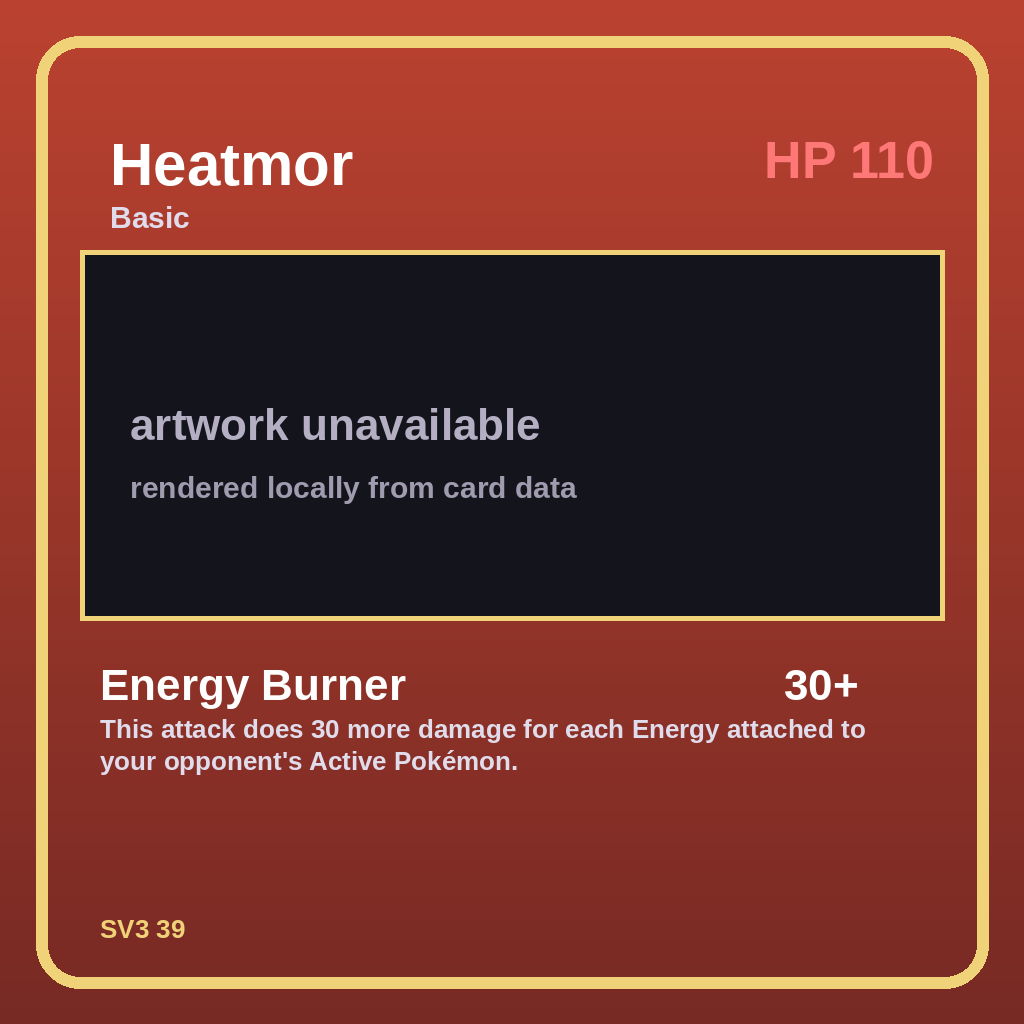 Heatmor
HP 110
Basic
artwork unavailable
rendered locally from card data
Energy Burner
30+
This attack does 30 more damage for each Energy attached to
your opponent's Active Pokémon.
SV3 39